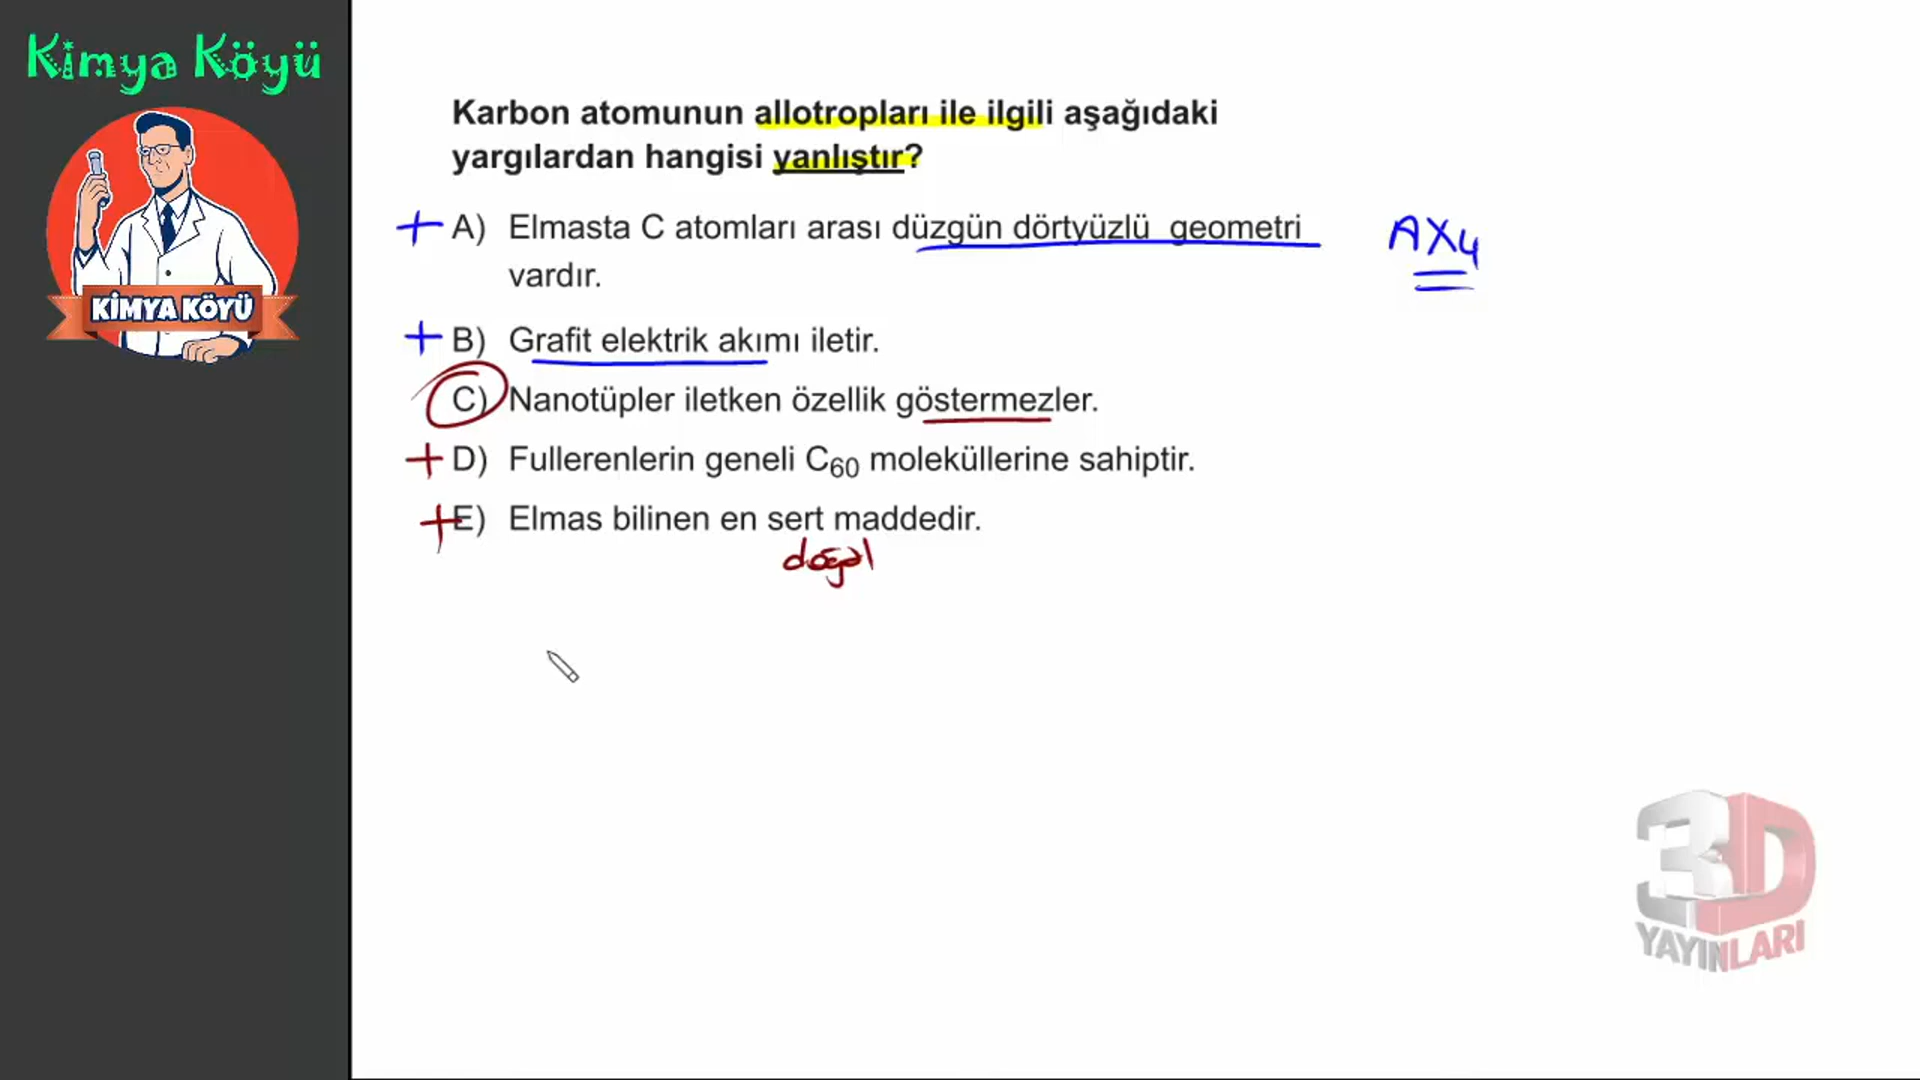 Kimya Köyü
KİMYA KÖYÜ
Karbon atomunun allotropları ile ilgili aşağıdaki
yargılardan hangisi yanlıştır?
+ A) Elmasta C atomları arası düzgün dörtyüzlü geometri
vardır.
AX₄
+ B) Grafit elektrik akımı iletir.
C) Nanotüpler iletken özellik göstermezler.
+ D) Fullerenlerin geneli C₆₀ moleküllerine sahiptir.
+ E) Elmas bilinen en sert maddedir.
doğal
3D
YAYINLARI